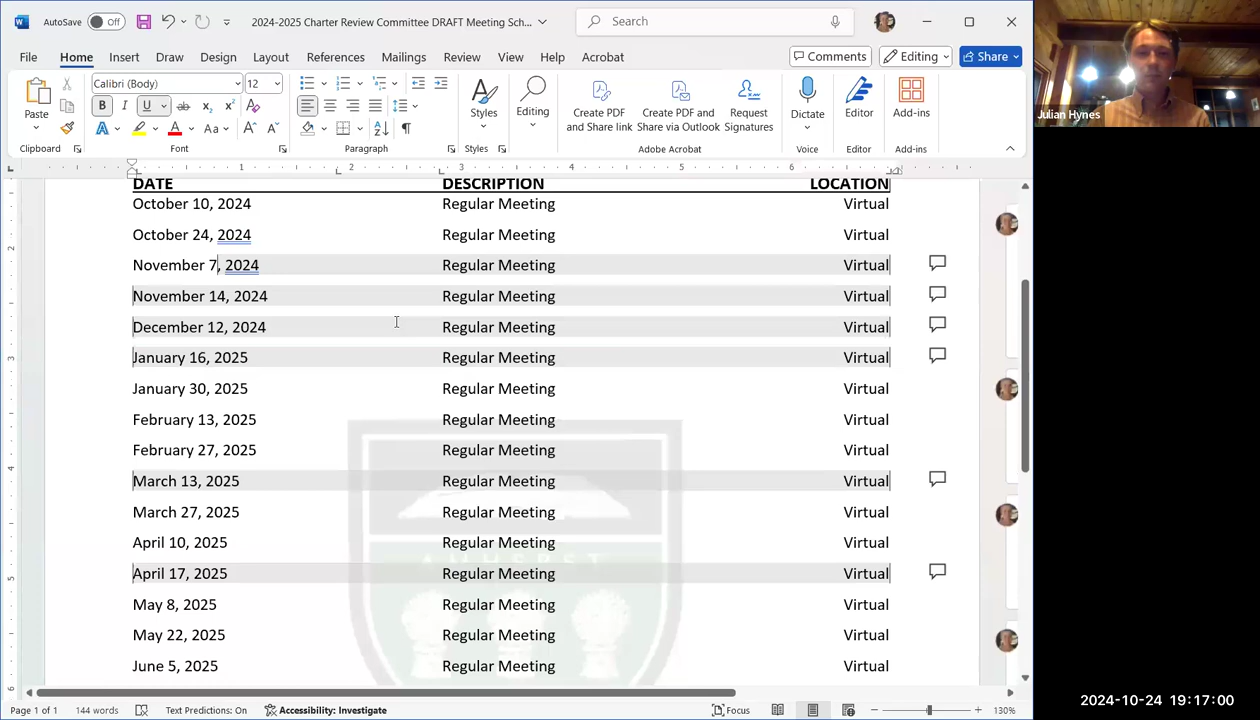 AutoSave Off 2024-2025 Charter Review Committee DRAFT Meeting Sch... Search
File Home Insert Draw Design Layout References Mailings Review View Help Acrobat Comments Editing Share
Calibri (Body) 12
Paste Styles Editing Create PDF and Share link Create PDF and Share via Outlook Request Signatures Dictate Editor Add-ins
Clipboard Font Paragraph Styles Adobe Acrobat Voice Editor Add-ins
Julian Hynes
1 2 3 4 5 6
DATE DESCRIPTION LOCATION
October 10, 2024 Regular Meeting Virtual
October 24, 2024 Regular Meeting Virtual
November 7, 2024 Regular Meeting Virtual
November 14, 2024 Regular Meeting Virtual
December 12, 2024 Regular Meeting Virtual
January 16, 2025 Regular Meeting Virtual
January 30, 2025 Regular Meeting Virtual
February 13, 2025 Regular Meeting Virtual
February 27, 2025 Regular Meeting Virtual
March 13, 2025 Regular Meeting Virtual
March 27, 2025 Regular Meeting Virtual
April 10, 2025 Regular Meeting Virtual
AMHERST
April 17, 2025 Regular Meeting Virtual
May 8, 2025 Regular Meeting Virtual
May 22, 2025 Regular Meeting Virtual
June 5, 2025 Regular Meeting Virtual
Page 1 of 1 144 words Text Predictions: On Accessibility: Investigate Focus 130%
2024-10-24 19:17:00